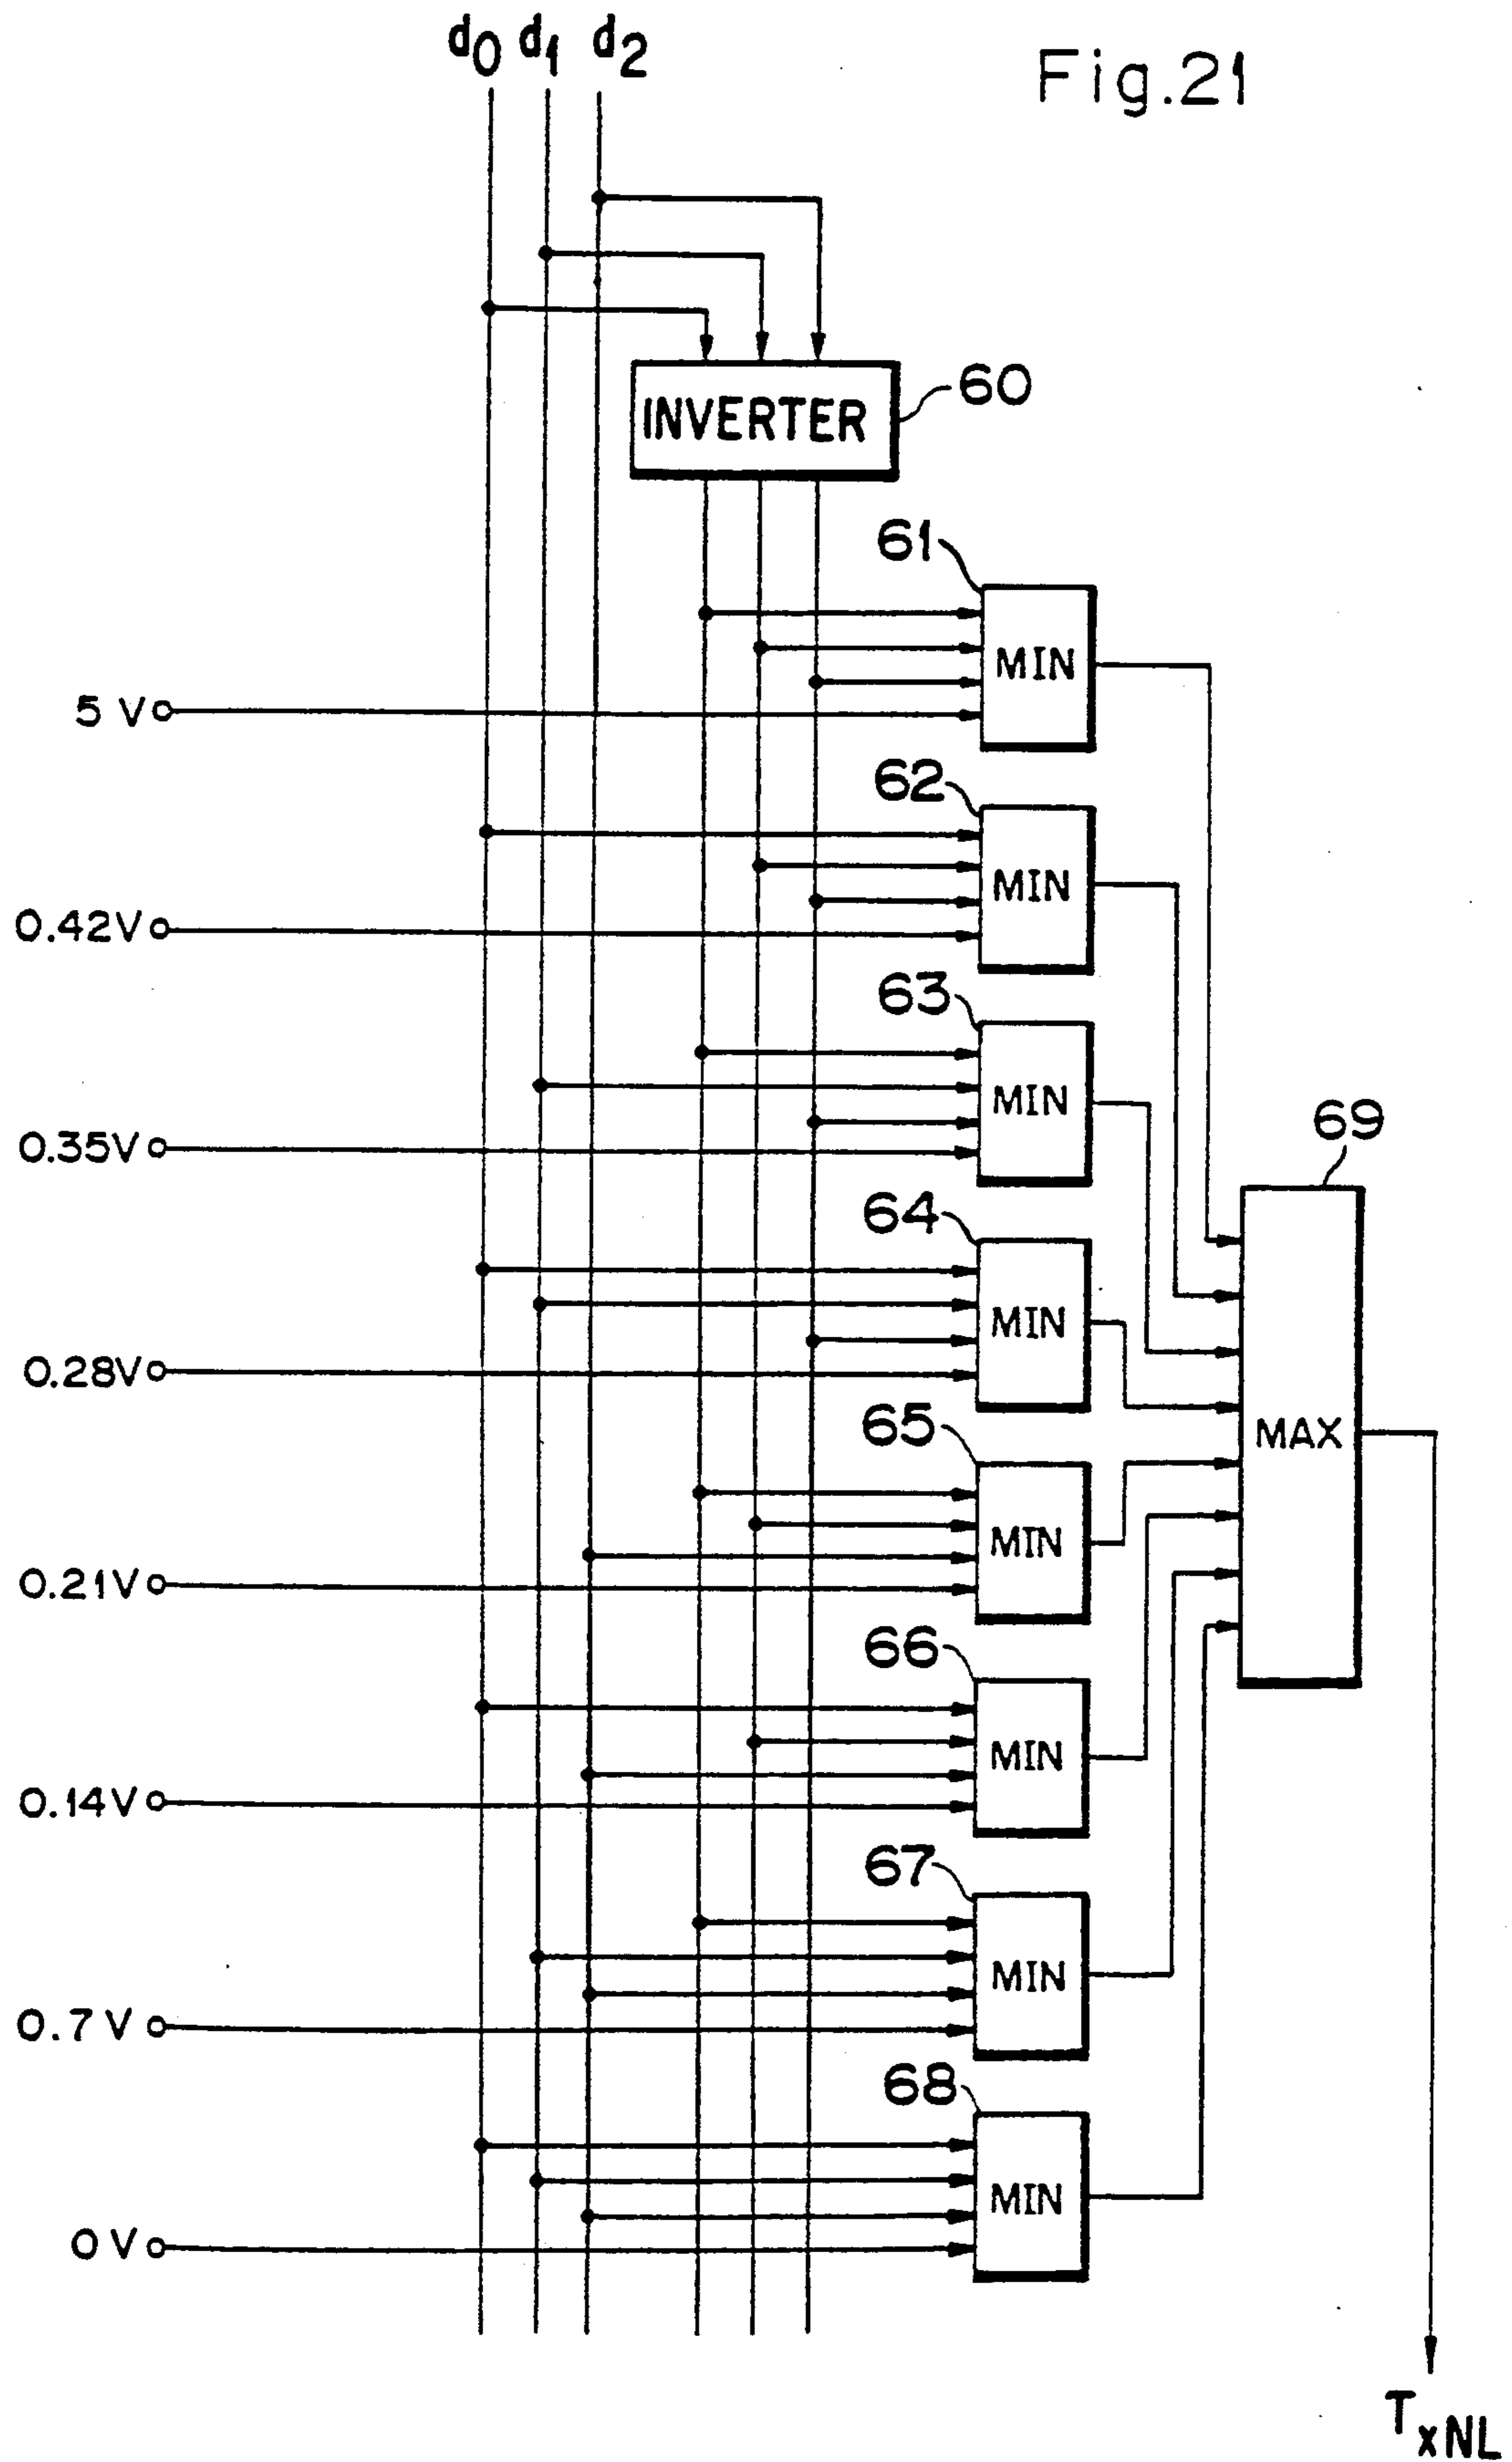 d0 d1 d2
Fig.21
INVERTER
60
61
MIN
5 V
62
MIN
0.42V
63
MIN
0.35V
69
64
MIN
0.28V
MAX
65
MIN
0.21V
66
MIN
0.14V
67
MIN
0.7 V
68
MIN
0 V
TxNL